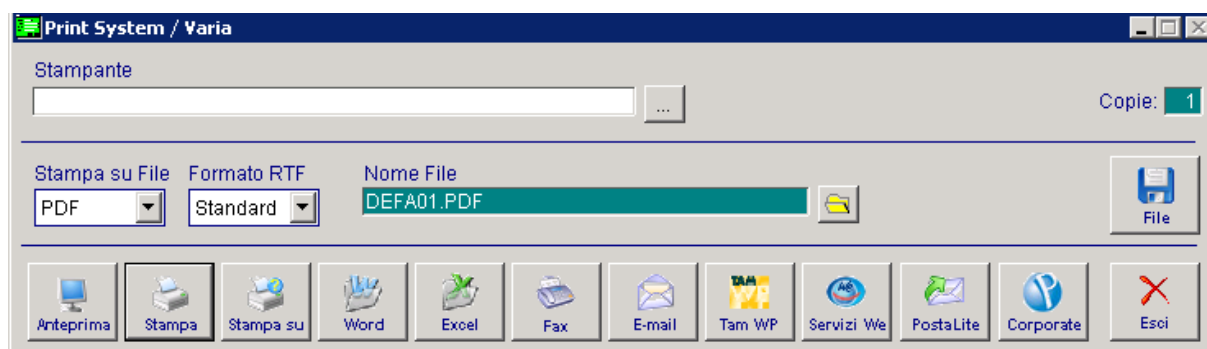 Print System / Varia
Stampante
...
Copie: 1
Stampa su File Formato RTF Nome File
PDF Standard DEFA01.PDF
File
Anteprima Stampa Stampa su Word Excel Fax E-mail Tam WP Servizi We PostaLite Corporate Esci